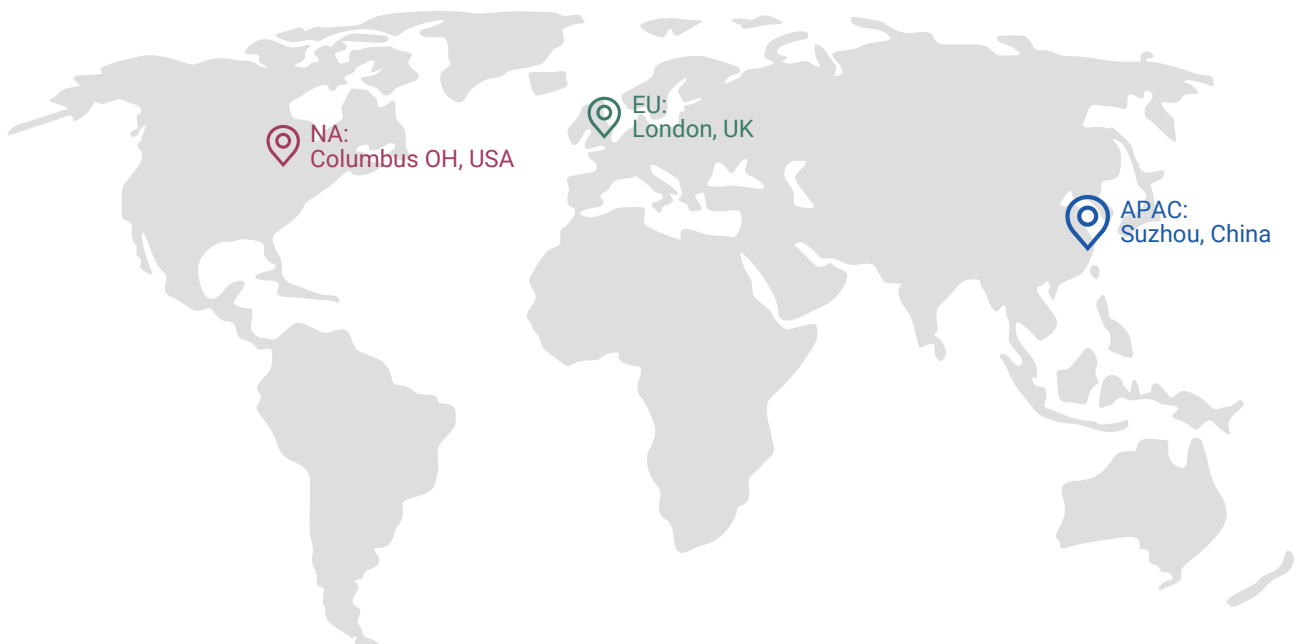 NA:
Columbus OH, USA
EU:
London, UK
APAC:
Suzhou, China